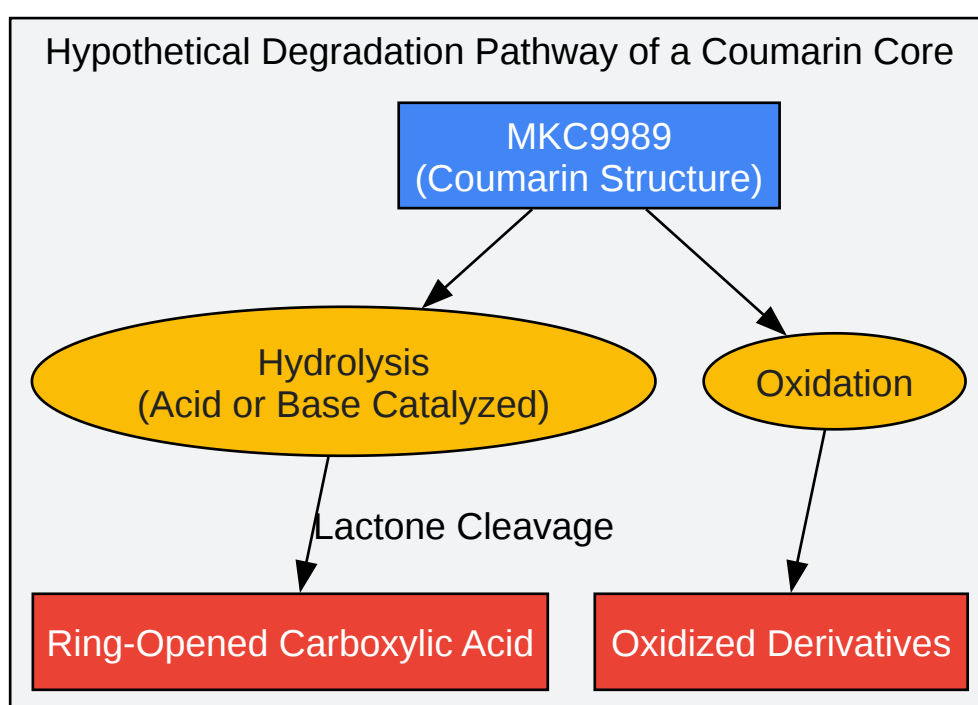 Hypothetical Degradation Pathway of a Coumarin Core
MKC9989
(Coumarin Structure)
Hydrolysis
(Acid or Base Catalyzed)
Oxidation
Lactone Cleavage
Ring-Opened Carboxylic Acid
Oxidized Derivatives